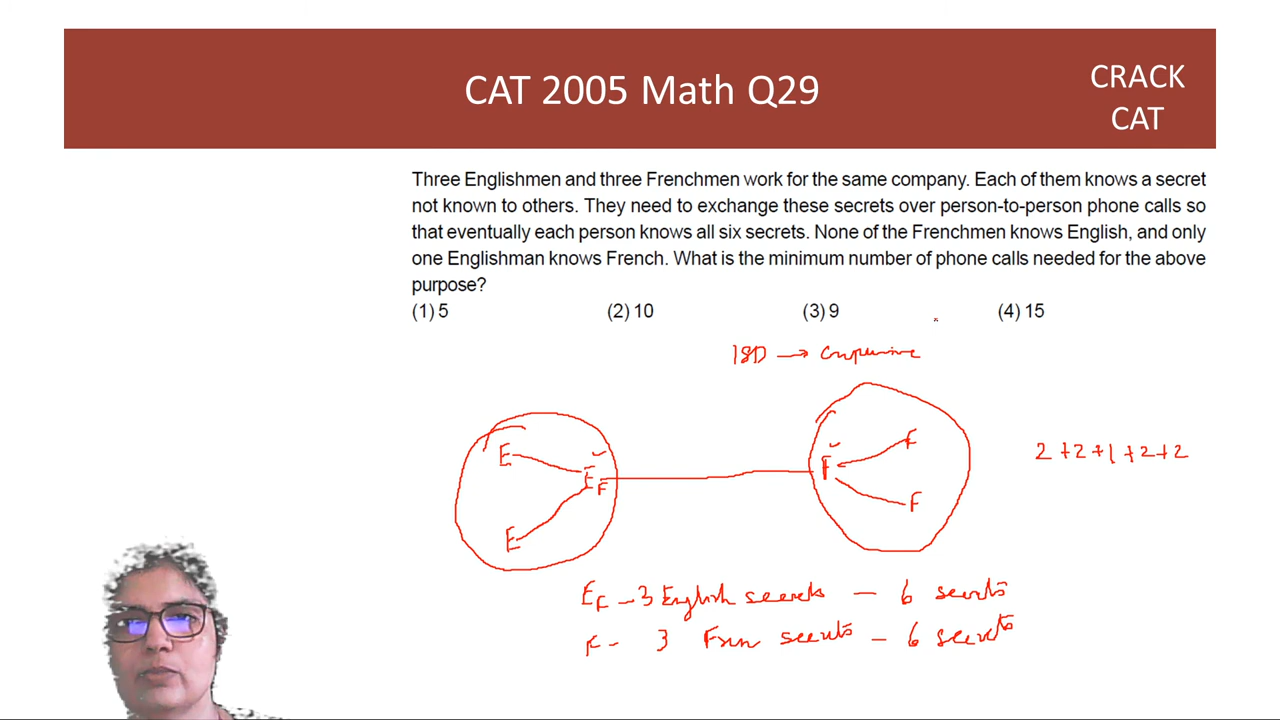 CAT 2005 Math Q29
CRACK
CAT
Three Englishmen and three Frenchmen work for the same company. Each of them knows a secret
not known to others. They need to exchange these secrets over person-to-person phone calls so
that eventually each person knows all six secrets. None of the Frenchmen knows English, and only
one Englishman knows French. What is the minimum number of phone calls needed for the above
purpose?
(1) 5 (2) 10 (3) 9 (4) 15
ISD →
E E EF
F F F
2+2+1+2+2
EF - 3 English secrets - 6 secrets
F - 3 Fren secrets - 6 secrets